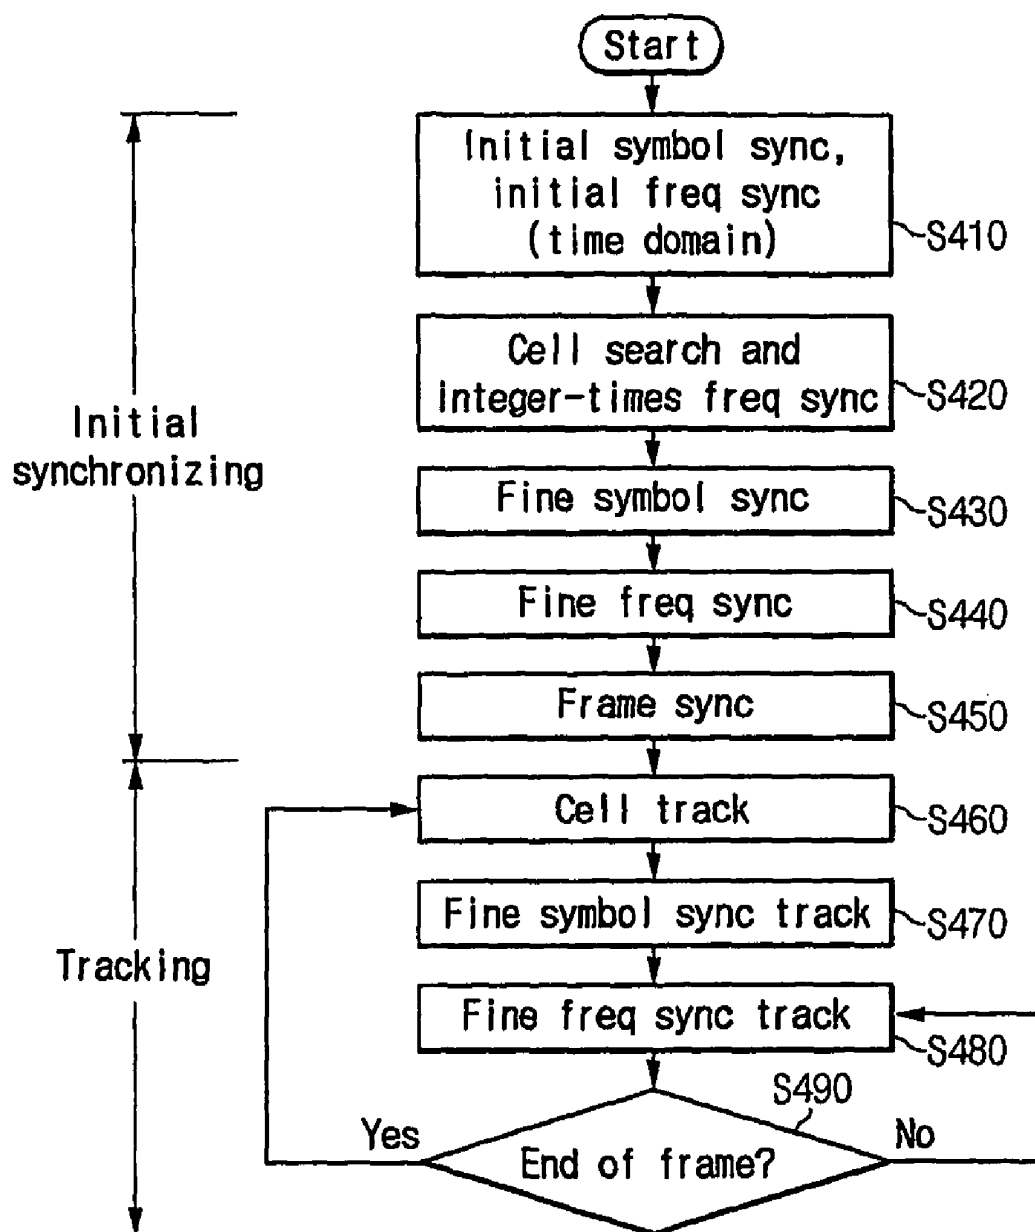 Start
Initial symbol sync,
initial freq sync
(time domain)
S410
Cell search and
integer-times freq sync
S420
Initial
synchronizing
Fine symbol sync
S430
Fine freq sync
S440
Frame sync
S450
Cell track
S460
Fine symbol sync track
S470
Tracking
Fine freq sync track
S480
S490
Yes
End of frame?
No